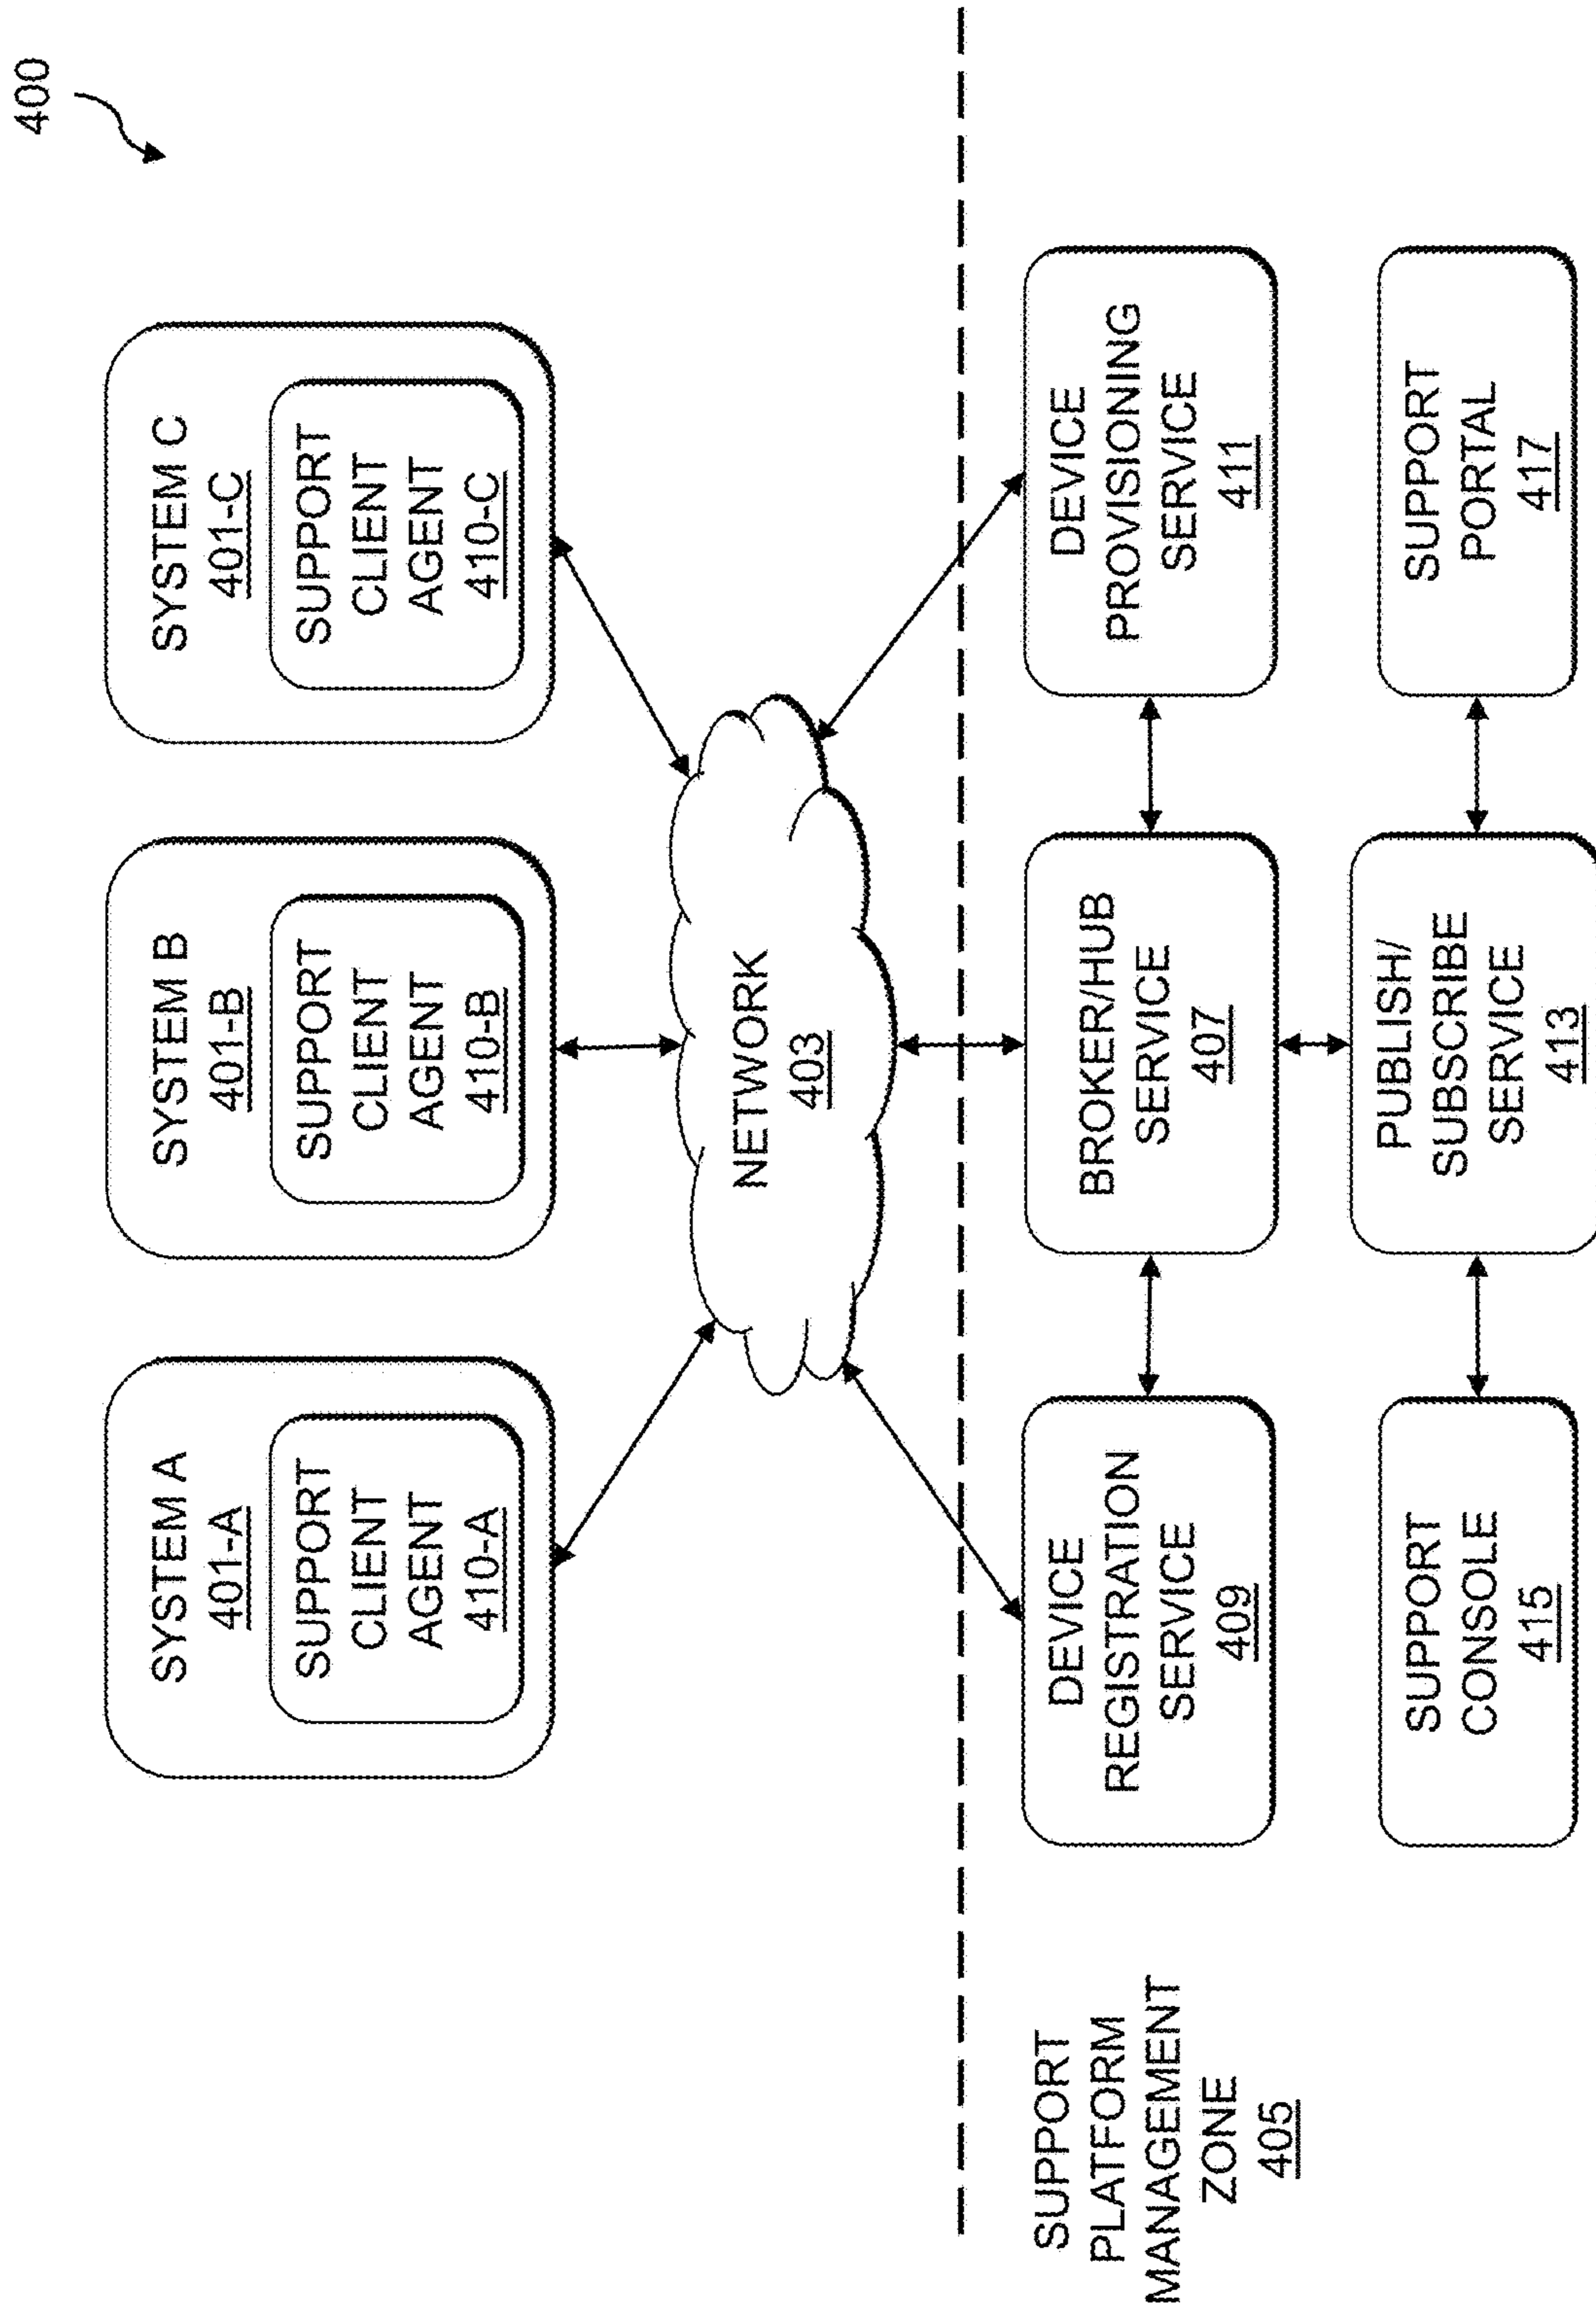 400
SYSTEM A
401-A
SUPPORT
CLIENT
AGENT
410-A
SYSTEM B
401-B
SUPPORT
CLIENT
AGENT
410-B
SYSTEM C
401-C
SUPPORT
CLIENT
AGENT
410-C
NETWORK
403
SUPPORT
PLATFORM
MANAGEMENT
ZONE
405
DEVICE
REGISTRATION
SERVICE
409
BROKER/HUB
SERVICE
407
DEVICE
PROVISIONING
SERVICE
411
SUPPORT
CONSOLE
415
PUBLISH/
SUBSCRIBE
SERVICE
413
SUPPORT
PORTAL
417